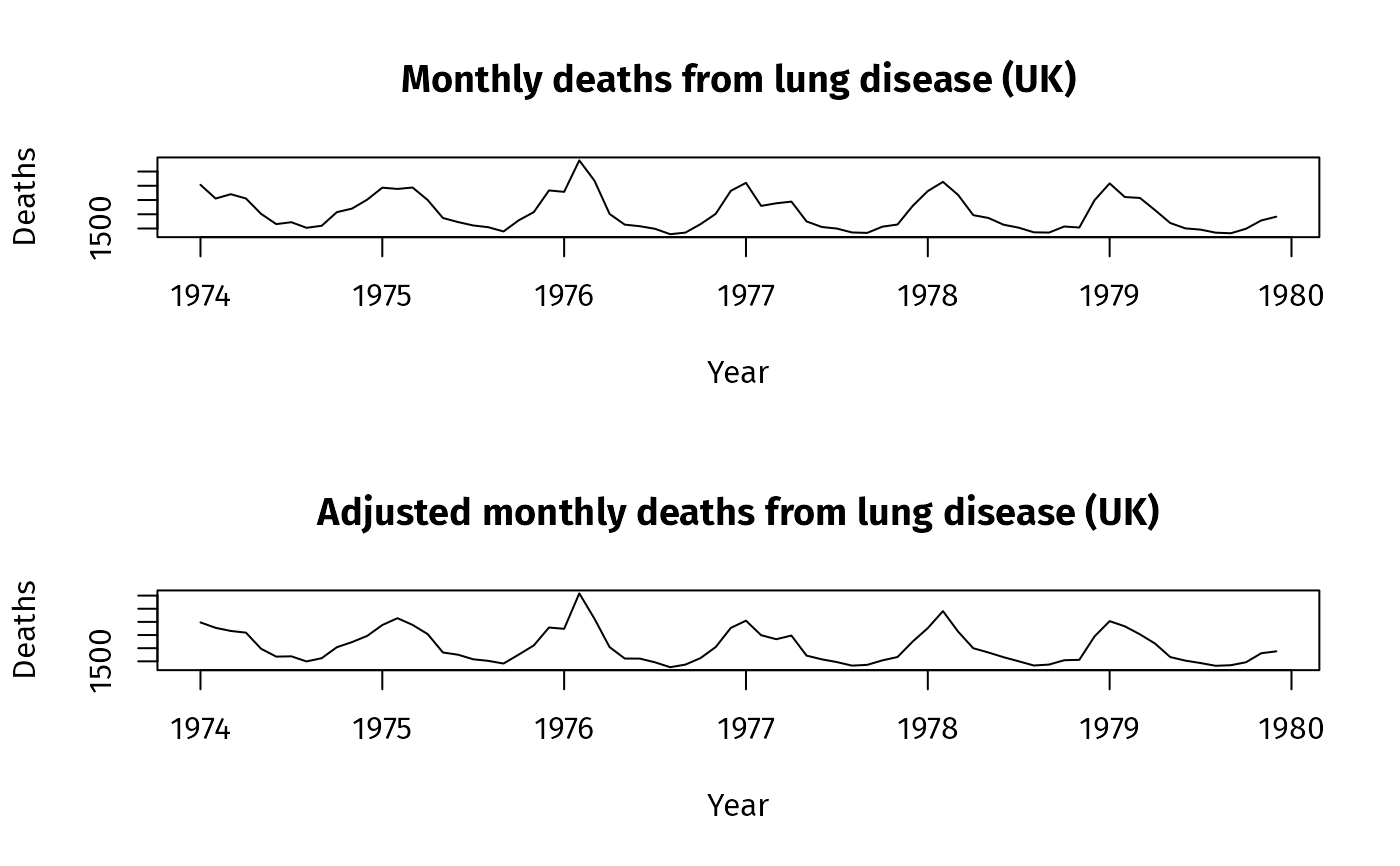 Monthly deaths from lung disease (UK)
Deaths
1500
1974 1975 1976 1977 1978 1979 1980
Year
Adjusted monthly deaths from lung disease (UK)
Deaths
1500
1974 1975 1976 1977 1978 1979 1980
Year